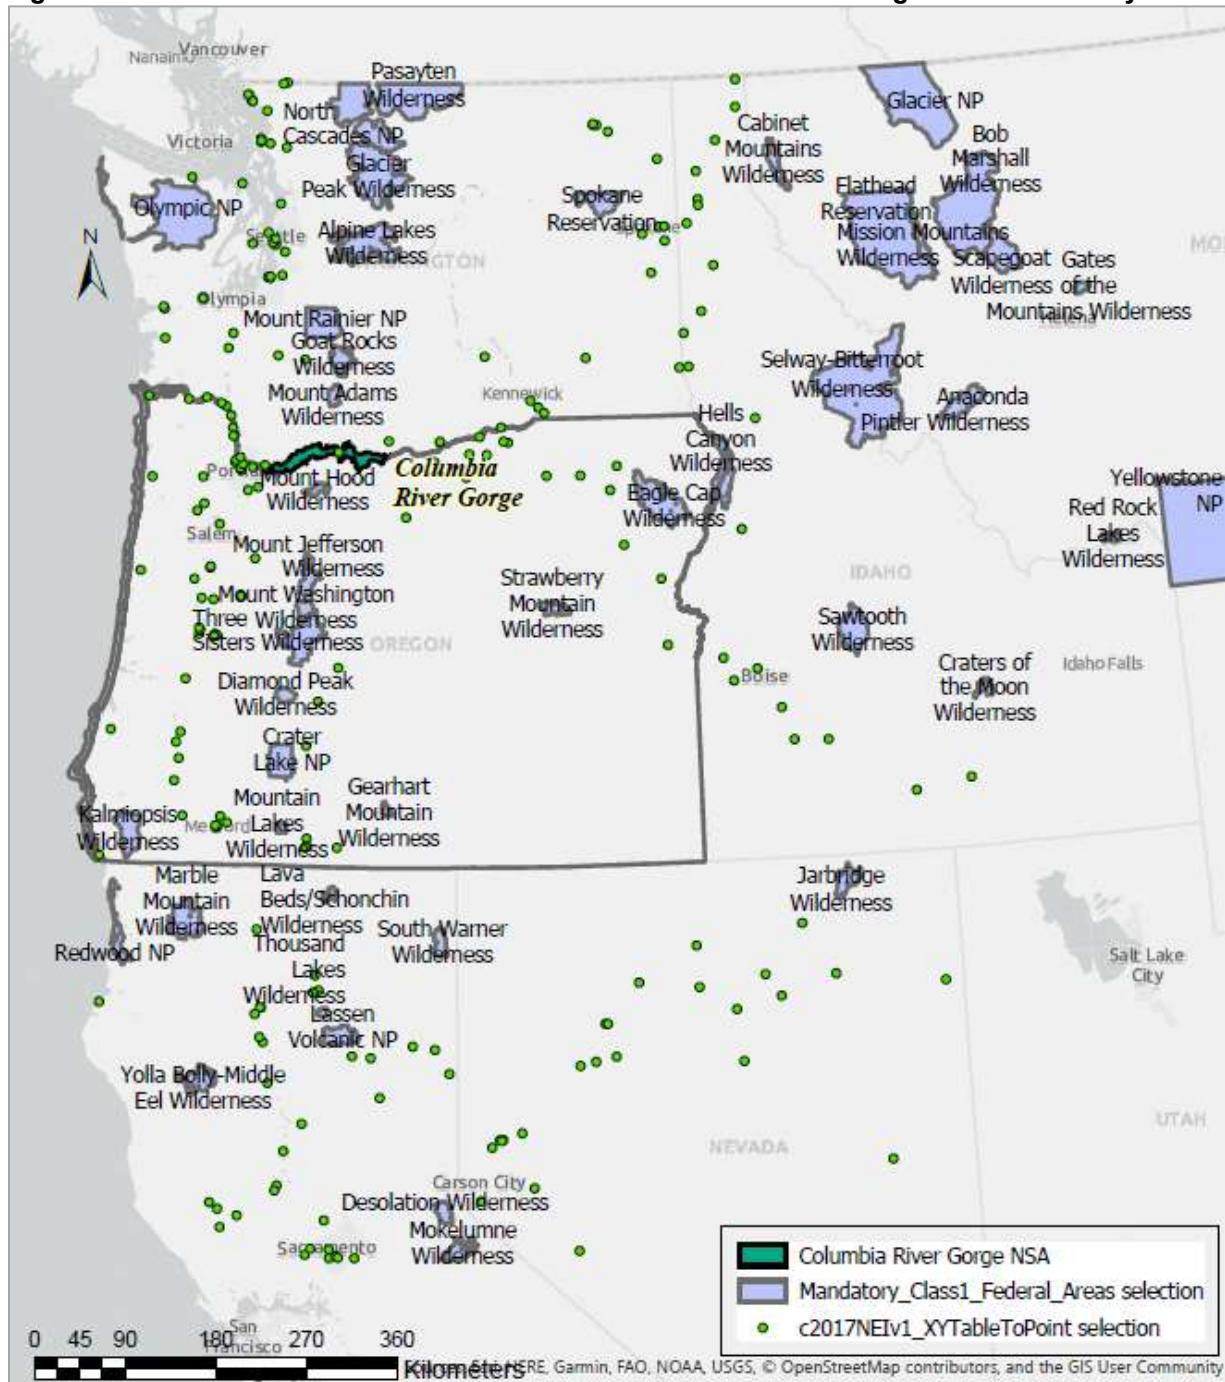 Vancouver
Nanaimo
Pasayten
Wilderness
North
Cascades NP
Glacier NP
Victoria
Cabinet
Mountains
Wilderness
Bob
Marshall
Wilderness
Glacier
Peak Wilderness
Olympic NP
Spokane
Reservation
Flathead
Reservation
Mission Mountains
Wilderness
N
Seattle
Alpine Lakes
Wilderness
WASHINGTON
Scapegoat
Wilderness
Gates
of the
Mountains Wilderness
Helena
Olympia
Mount Rainier NP
Goat Rocks
Wilderness
Mount Adams
Wilderness
Kennewick
Selway-Bitterroot
Wilderness
Anaconda
Pintler Wilderness
Hells
Canyon
Wilderness
Columbia
River Gorge
Mount Hood
Wilderness
Eagle Cap
Wilderness
Yellowstone
NP
Red Rock
Lakes
Wilderness
Salem
Mount Jefferson
Wilderness
Mount Washington
Wilderness
Three
Sisters Wilderness
OREGON
Strawberry
Mountain
Wilderness
IDAHO
Sawtooth
Wilderness
Boise
Craters of
the Moon
Wilderness
Idaho Falls
Diamond Peak
Wilderness
Crater
Lake NP
Mountain
Lakes
Wilderness
Gearhart
Mountain
Wilderness
Kalmiopsis
Wilderness
Medford
Marble
Mountain
Wilderness
Lava
Beds/Schonchin
Wilderness
Redwood NP
Thousand
Lakes
Wilderness
South Warner
Wilderness
Jarbridge
Wilderness
Salt Lake
City
Lassen
Volcanic NP
Yolla Bolly-Middle
Eel Wilderness
UTAH
NEVADA
Carson City
Desolation Wilderness
Mokelumne
Wilderness
Sacramento
San
Francisco
Columbia River Gorge NSA
Mandatory_Class1_Federal_Areas selection
c2017NEIv1_XYTableToPoint selection
0 45 90 180 270 360
Kilometers
HERE, Garmin, FAO, NOAA, USGS, © OpenStreetMap contributors, and the GIS User Community